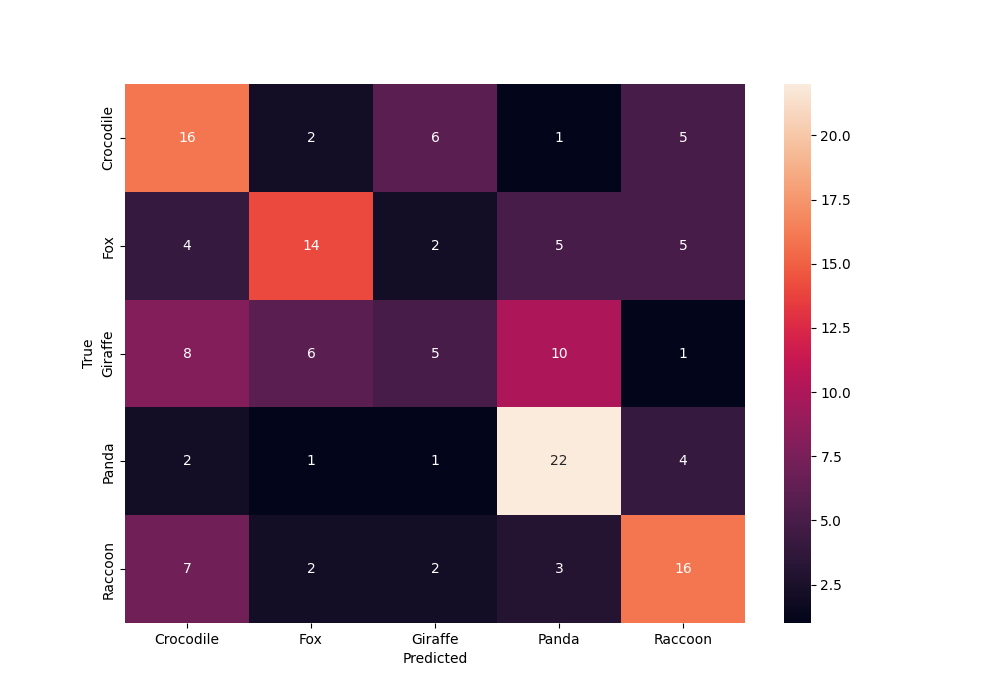 Crocodile 16 2 6 1 5
Fox 4 14 2 5 5
Giraffe 8 6 5 10 1
Panda 2 1 1 22 4
Raccoon 7 2 2 3 16
True
Crocodile Fox Giraffe Panda Raccoon
Predicted
20.0
17.5
15.0
12.5
10.0
7.5
5.0
2.5